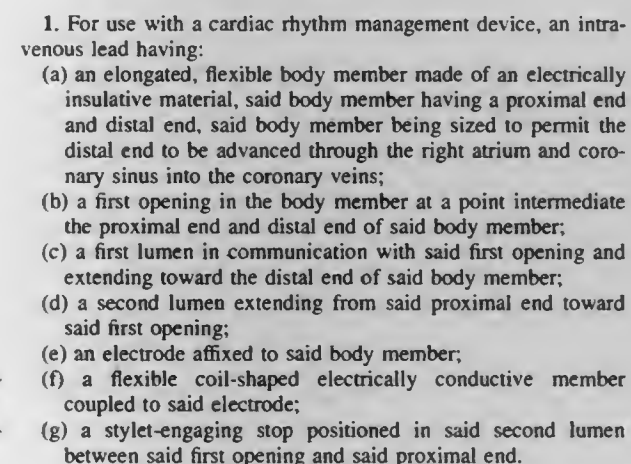 1. For use with a cardiac rhythm management device, an intra-
venous lead having:
(a) an elongated, flexible body member made of an electrically
insulative material, said body member having a proximal end
and distal end, said body member being sized to permit the
distal end to be advanced through the right atrium and coro-
nary sinus into the coronary veins;
(b) a first opening in the body member at a point intermediate
the proximal end and distal end of said body member;
(c) a first lumen in communication with said first opening and
extending toward the distal end of said body member;
(d) a second lumen extending from said proximal end toward
said first opening;
(e) an electrode affixed to said body member;
(f) a flexible coil-shaped electrically conductive member
coupled to said electrode;
(g) a stylet-engaging stop positioned in said second lumen
between said first opening and said proximal end.